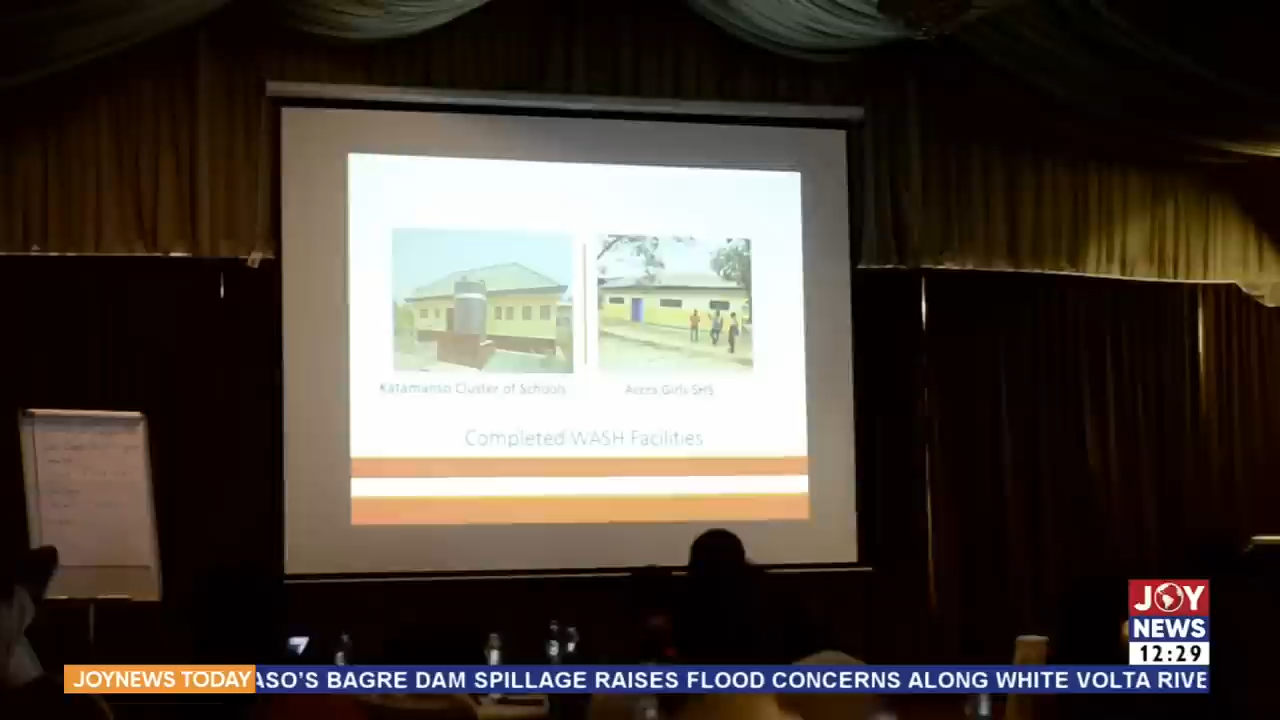 Katamanso Cluster of Schools
Accra Girls SHS
Completed WASH Facilities
JOY
NEWS
12:29
JOYNEWS TODAY
ASO'S BAGRE DAM SPILLAGE RAISES FLOOD CONCERNS ALONG WHITE VOLTA RIVE